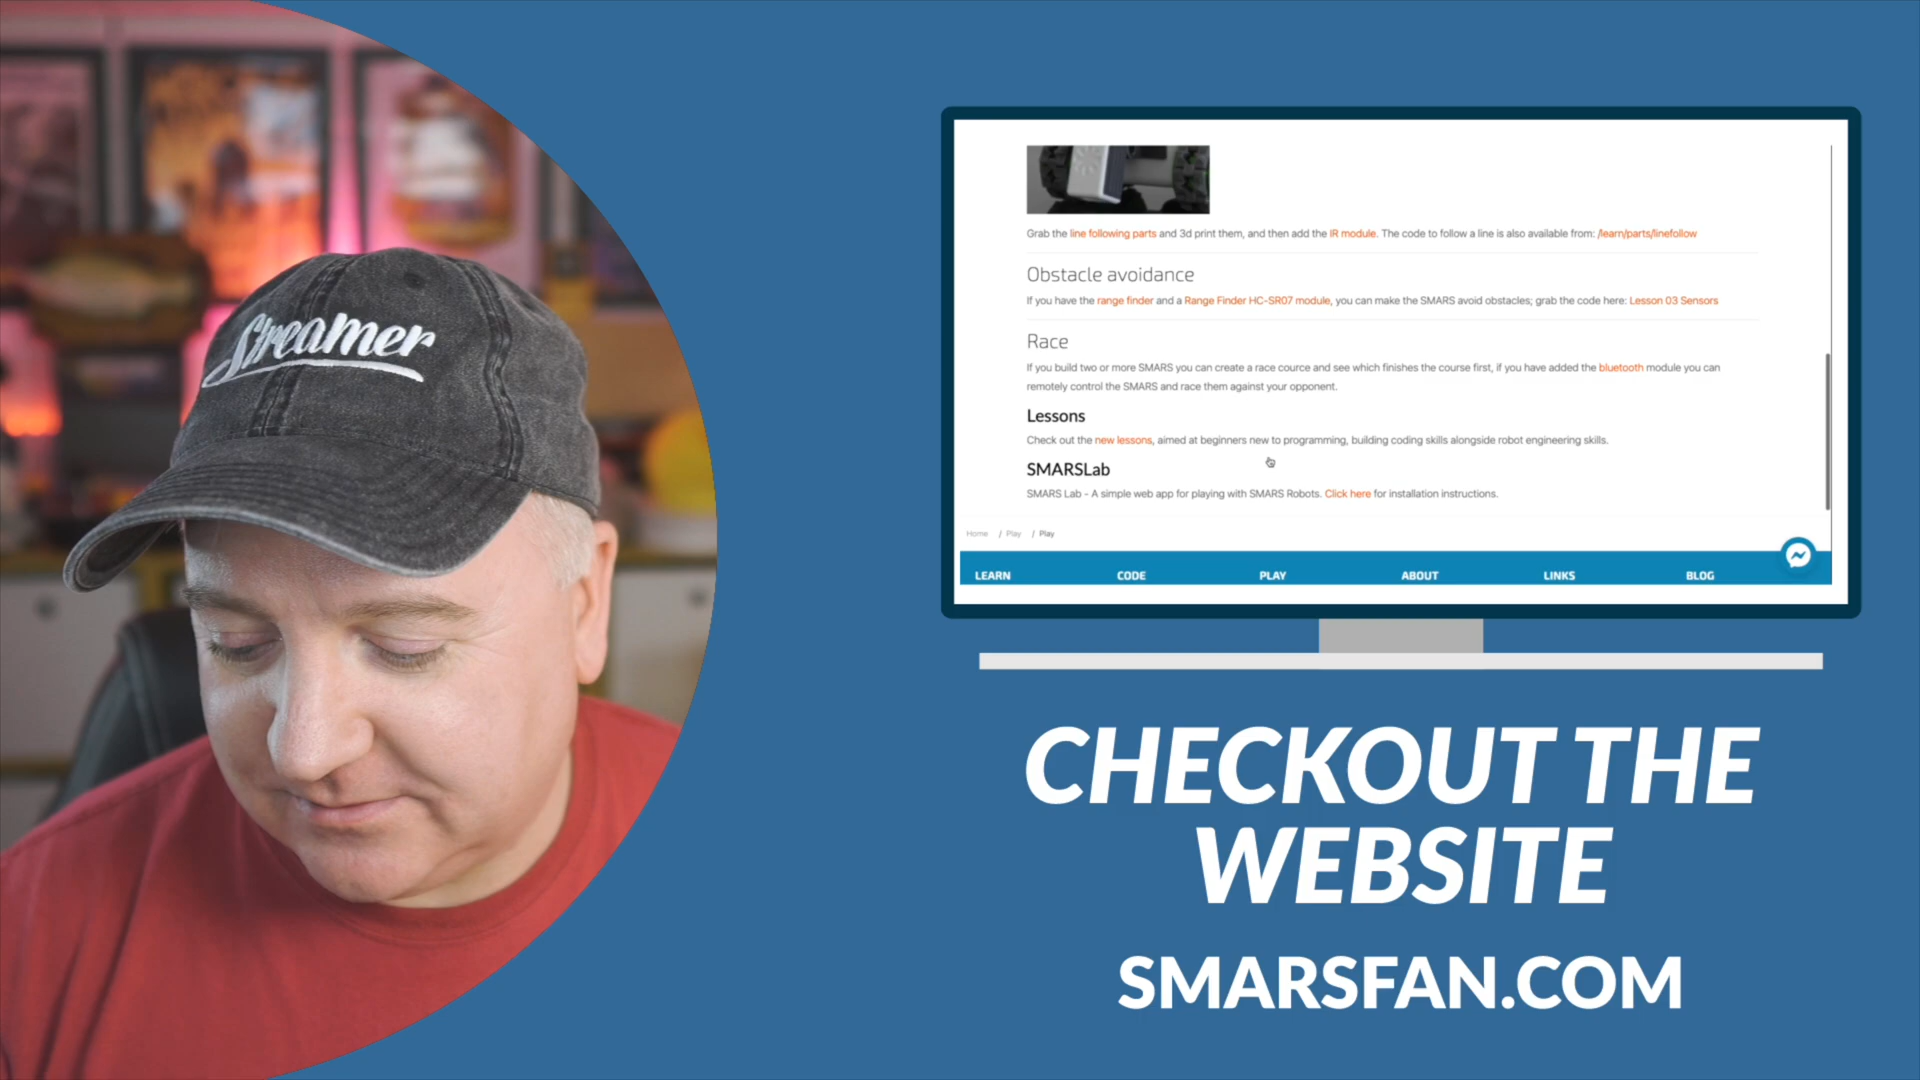 Streamer
Grab the line following parts and 3d print them, and then add the IR module. The code to follow a line is also available from: /learn/parts/linefollow
Obstacle avoidance
If you have the range finder and a Range Finder HC-SR07 module, you can make the SMARS avoid obstacles; grab the code here: Lesson 03 Sensors
Race
If you build two or more SMARS you can create a race cource and see which finishes the course first, if you have added the bluetooth module you can
remotely control the SMARS and race them against your opponent.
Lessons
Check out the new lessons, aimed at beginners new to programming, building coding skills alongside robot engineering skills.
SMARSLab
SMARS Lab - A simple web app for playing with SMARS Robots. Click here for installation instructions.
Home / Play / Play
LEARN CODE PLAY ABOUT LINKS BLOG
CHECKOUT THE
WEBSITE
SMARSFAN.COM